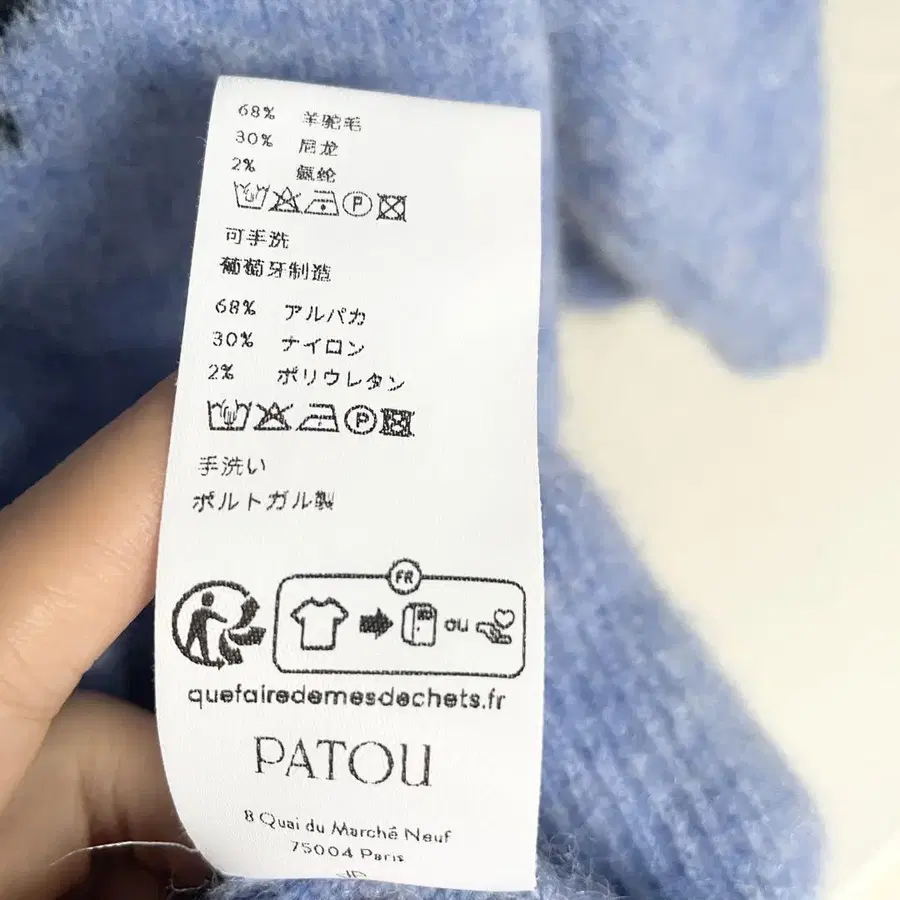 68% 羊驼毛
30% 尼龙
2% 氨纶
P
可手洗
葡萄牙制造
68% アルパカ
30% ナイロン
2% ポリウレタン
P
手洗い
ポルトガル製
FR
ou
quefairedemesdechets.fr
PATOU
8 Quai du Marché Neuf
75004 Paris